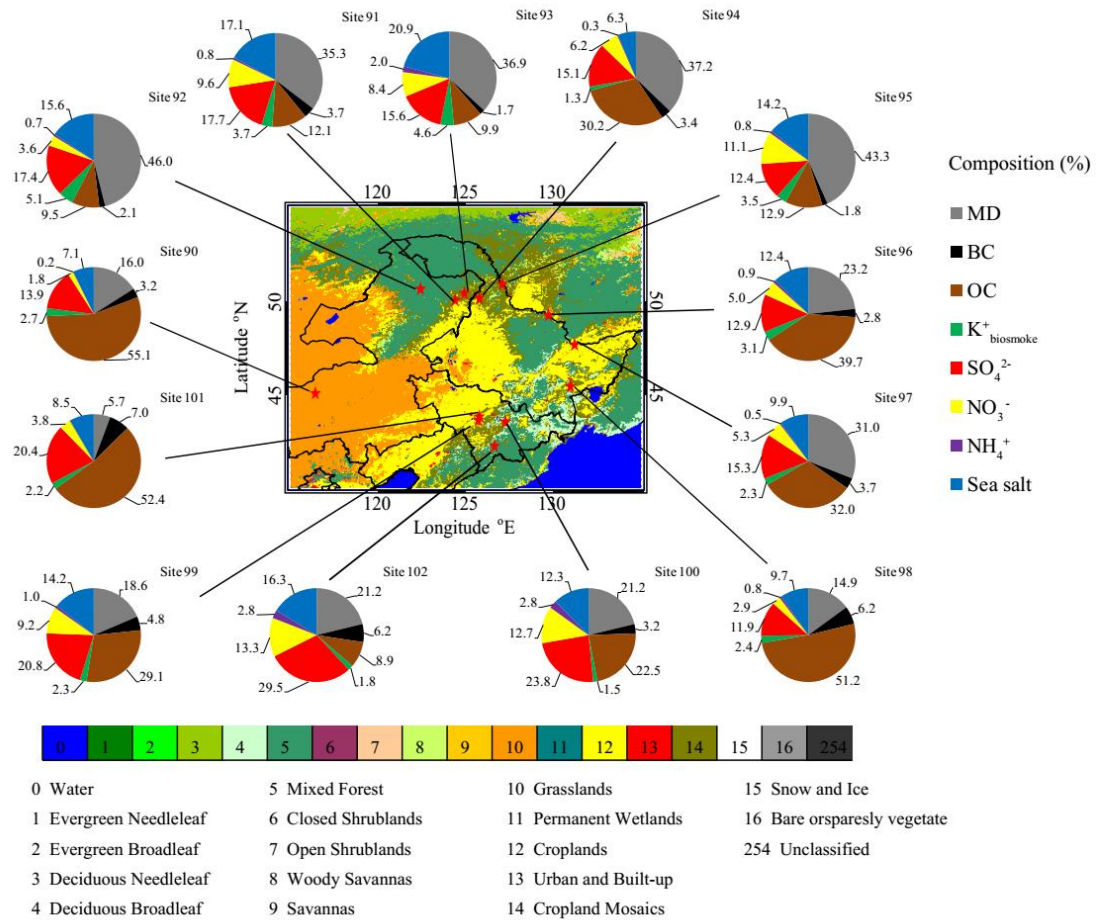 Site 91
17.1
35.3
0.8
9.6
17.7
3.7
12.1
3.7
Site 93
20.9
36.9
2.0
8.4
15.6
4.6
9.9
1.7
Site 94
6.3
0.3
6.2
15.1
1.3
30.2
3.4
37.2
Site 92
15.6
0.7
3.6
17.4
5.1
9.5
2.1
46.0
Site 95
14.2
0.8
11.1
12.4
3.5
12.9
1.8
43.3
Site 90
7.1
0.2
1.8
13.9
2.7
55.1
3.2
16.0
Site 96
12.4
0.9
5.0
12.9
3.1
39.7
2.8
23.2
Site 101
8.5
3.8
20.4
2.2
52.4
7.0
5.7
Site 97
9.9
0.5
5.3
15.3
2.3
32.0
3.7
31.0
Site 99
14.2
1.0
9.2
20.8
2.3
29.1
4.8
18.6
Site 102
16.3
2.8
13.3
29.5
1.8
8.9
6.2
21.2
Site 100
12.3
2.8
12.7
23.8
1.5
22.5
3.2
21.2
Site 98
9.7
0.8
2.9
11.9
2.4
51.2
6.2
14.9
120 125 130
50 50
45 45
Latitude °N
120 125 130
Longitude °E
Composition (%)
MD
BC
OC
K⁺biosmoke
SO₄²⁻
NO₃⁻
NH₄⁺
Sea salt
0 1 2 3 4 5 6 7 8 9 10 11 12 13 14 15 16 254
0 Water
1 Evergreen Needleleaf
2 Evergreen Broadleaf
3 Deciduous Needleleaf
4 Deciduous Broadleaf
5 Mixed Forest
6 Closed Shrublands
7 Open Shrublands
8 Woody Savannas
9 Savannas
10 Grasslands
11 Permanent Wetlands
12 Croplands
13 Urban and Built-up
14 Cropland Mosaics
15 Snow and Ice
16 Bare orsparesly vegetate
254 Unclassified